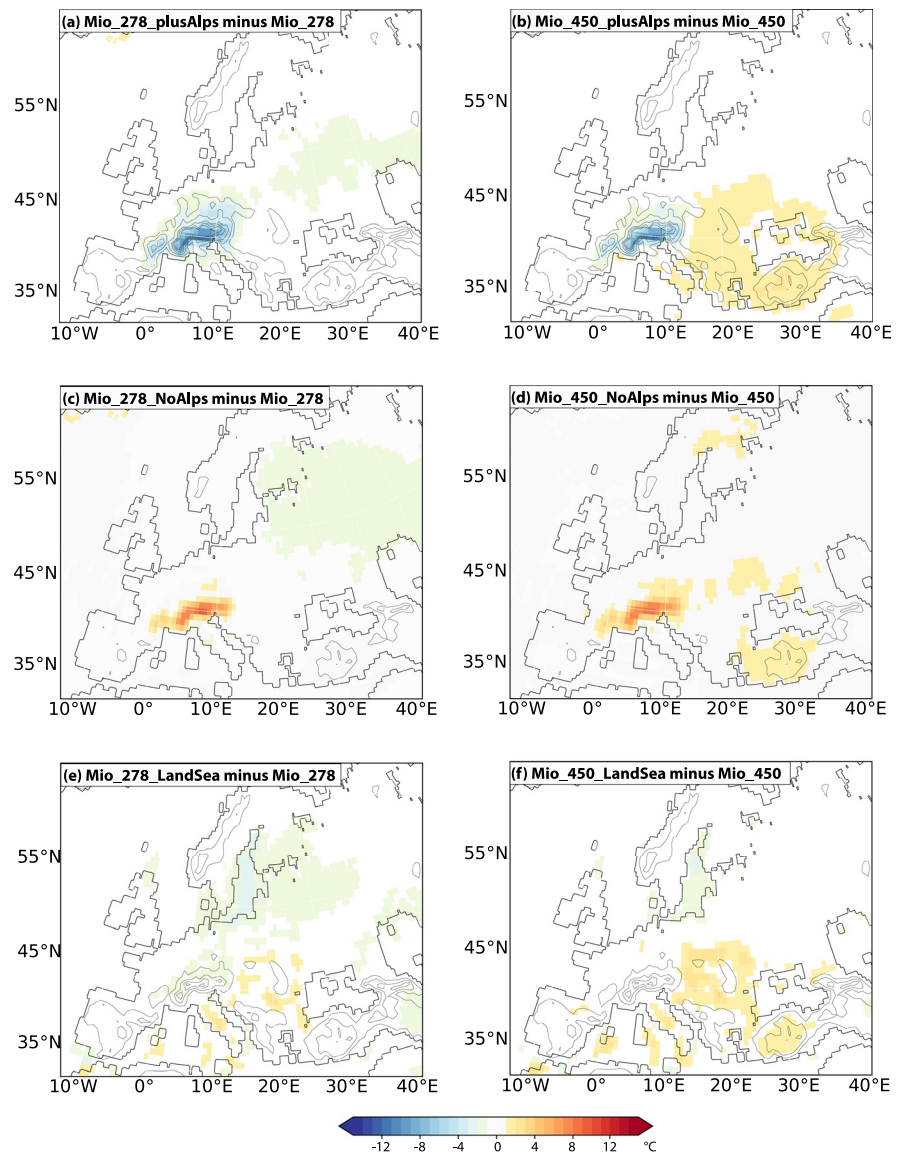 (a) Mio_278_plusAlps minus Mio_278
(b) Mio_450_plusAlps minus Mio_450
55°N
55°N
45°N
45°N
35°N
35°N
10°W 0° 10°E 20°E 30°E 40°E
10°W 0° 10°E 20°E 30°E 40°E
(c) Mio_278_NoAlps minus Mio_278
(d) Mio_450_NoAlps minus Mio_450
55°N
55°N
45°N
45°N
35°N
35°N
10°W 0° 10°E 20°E 30°E 40°E
10°W 0° 10°E 20°E 30°E 40°E
(e) Mio_278_LandSea minus Mio_278
(f) Mio_450_LandSea minus Mio_450
55°N
55°N
45°N
45°N
35°N
35°N
10°W 0° 10°E 20°E 30°E 40°E
10°W 0° 10°E 20°E 30°E 40°E
-12 -8 -4 0 4 8 12 °C